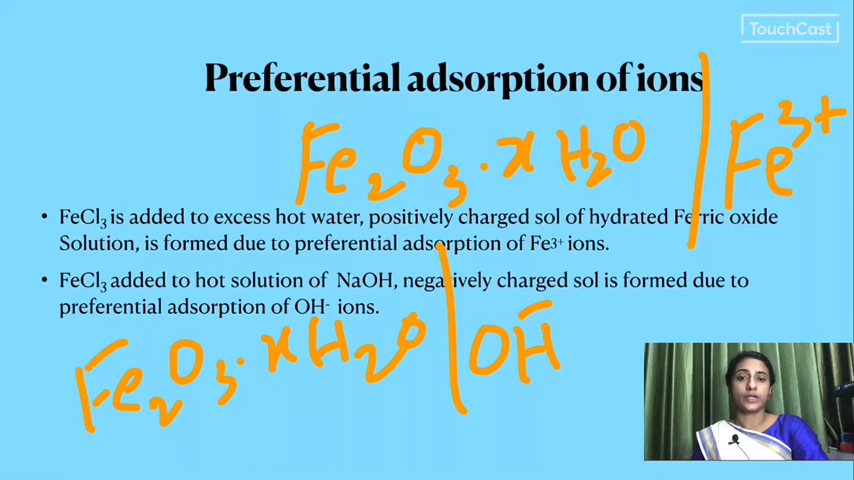 TouchCast
Preferential adsorption of ions
Fe₂O₃·xH₂O | Fe³⁺
• FeCl₃ is added to excess hot water, positively charged sol of hydrated Ferric oxide
Solution, is formed due to preferential adsorption of Fe³⁺ ions.
• FeCl₃ added to hot solution of NaOH, negatively charged sol is formed due to
preferential adsorption of OH⁻ ions.
Fe₂O₃·xH₂O | OH⁻